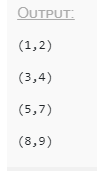 OUTPUT:
(1,2)
(3,4)
(5,7)
(8,9)